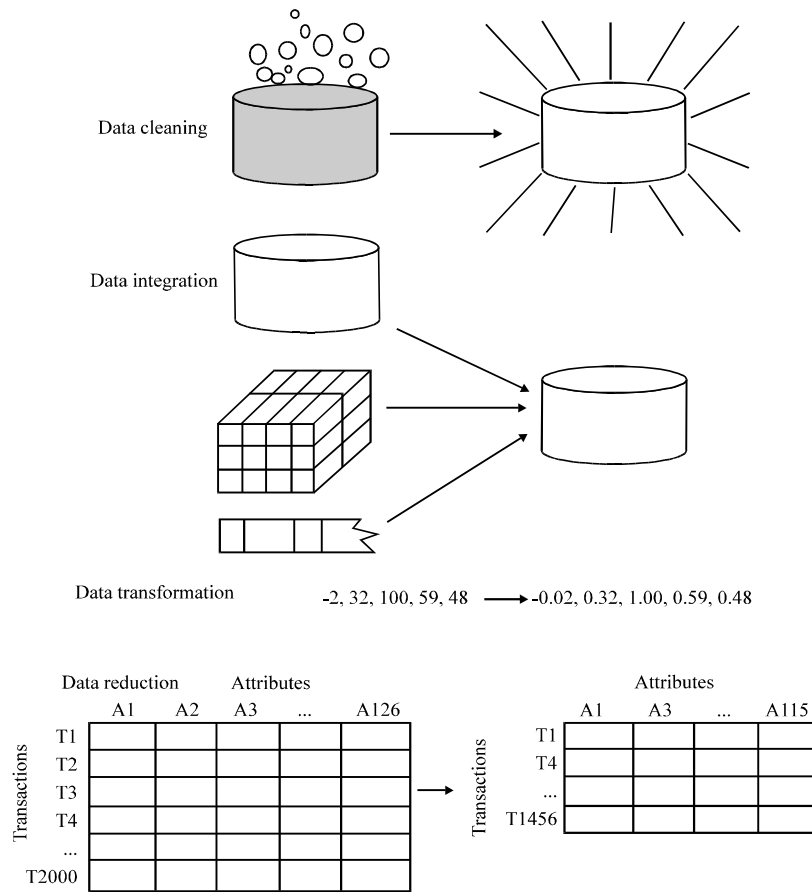 Data cleaning
Data integration
Data transformation
-2, 32, 100, 59, 48
-0.02, 0.32, 1.00, 0.59, 0.48
Data reduction
Attributes
A1 A2 A3 ... A126
Transactions
T1
T2
T3
T4
...
T2000
Attributes
A1 A3 ... A115
Transactions
T1
T4
...
T1456